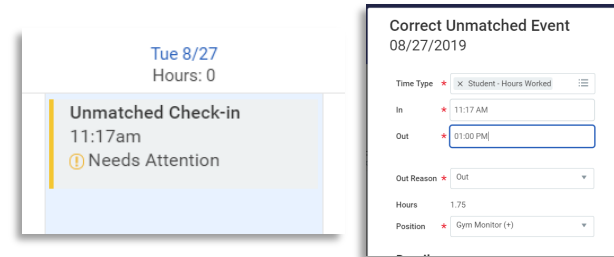 Tue 8/27
Hours: 0
Unmatched Check-in
11:17am
Needs Attention
Correct Unmatched Event
08/27/2019
Time Type * × Student - Hours Worked
In * 11:17 AM
Out * 01:00 PM
Out Reason * Out
Hours 1.75
Position * Gym Monitor (+)